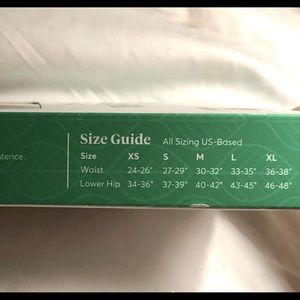 Size Guide All Sizing US-Based
Size XS S M L XL
tence. Waist 24-26" 27-29" 30-32" 33-35" 36-38"
Lower Hip 34-36" 37-39" 40-42" 43-45" 46-48"